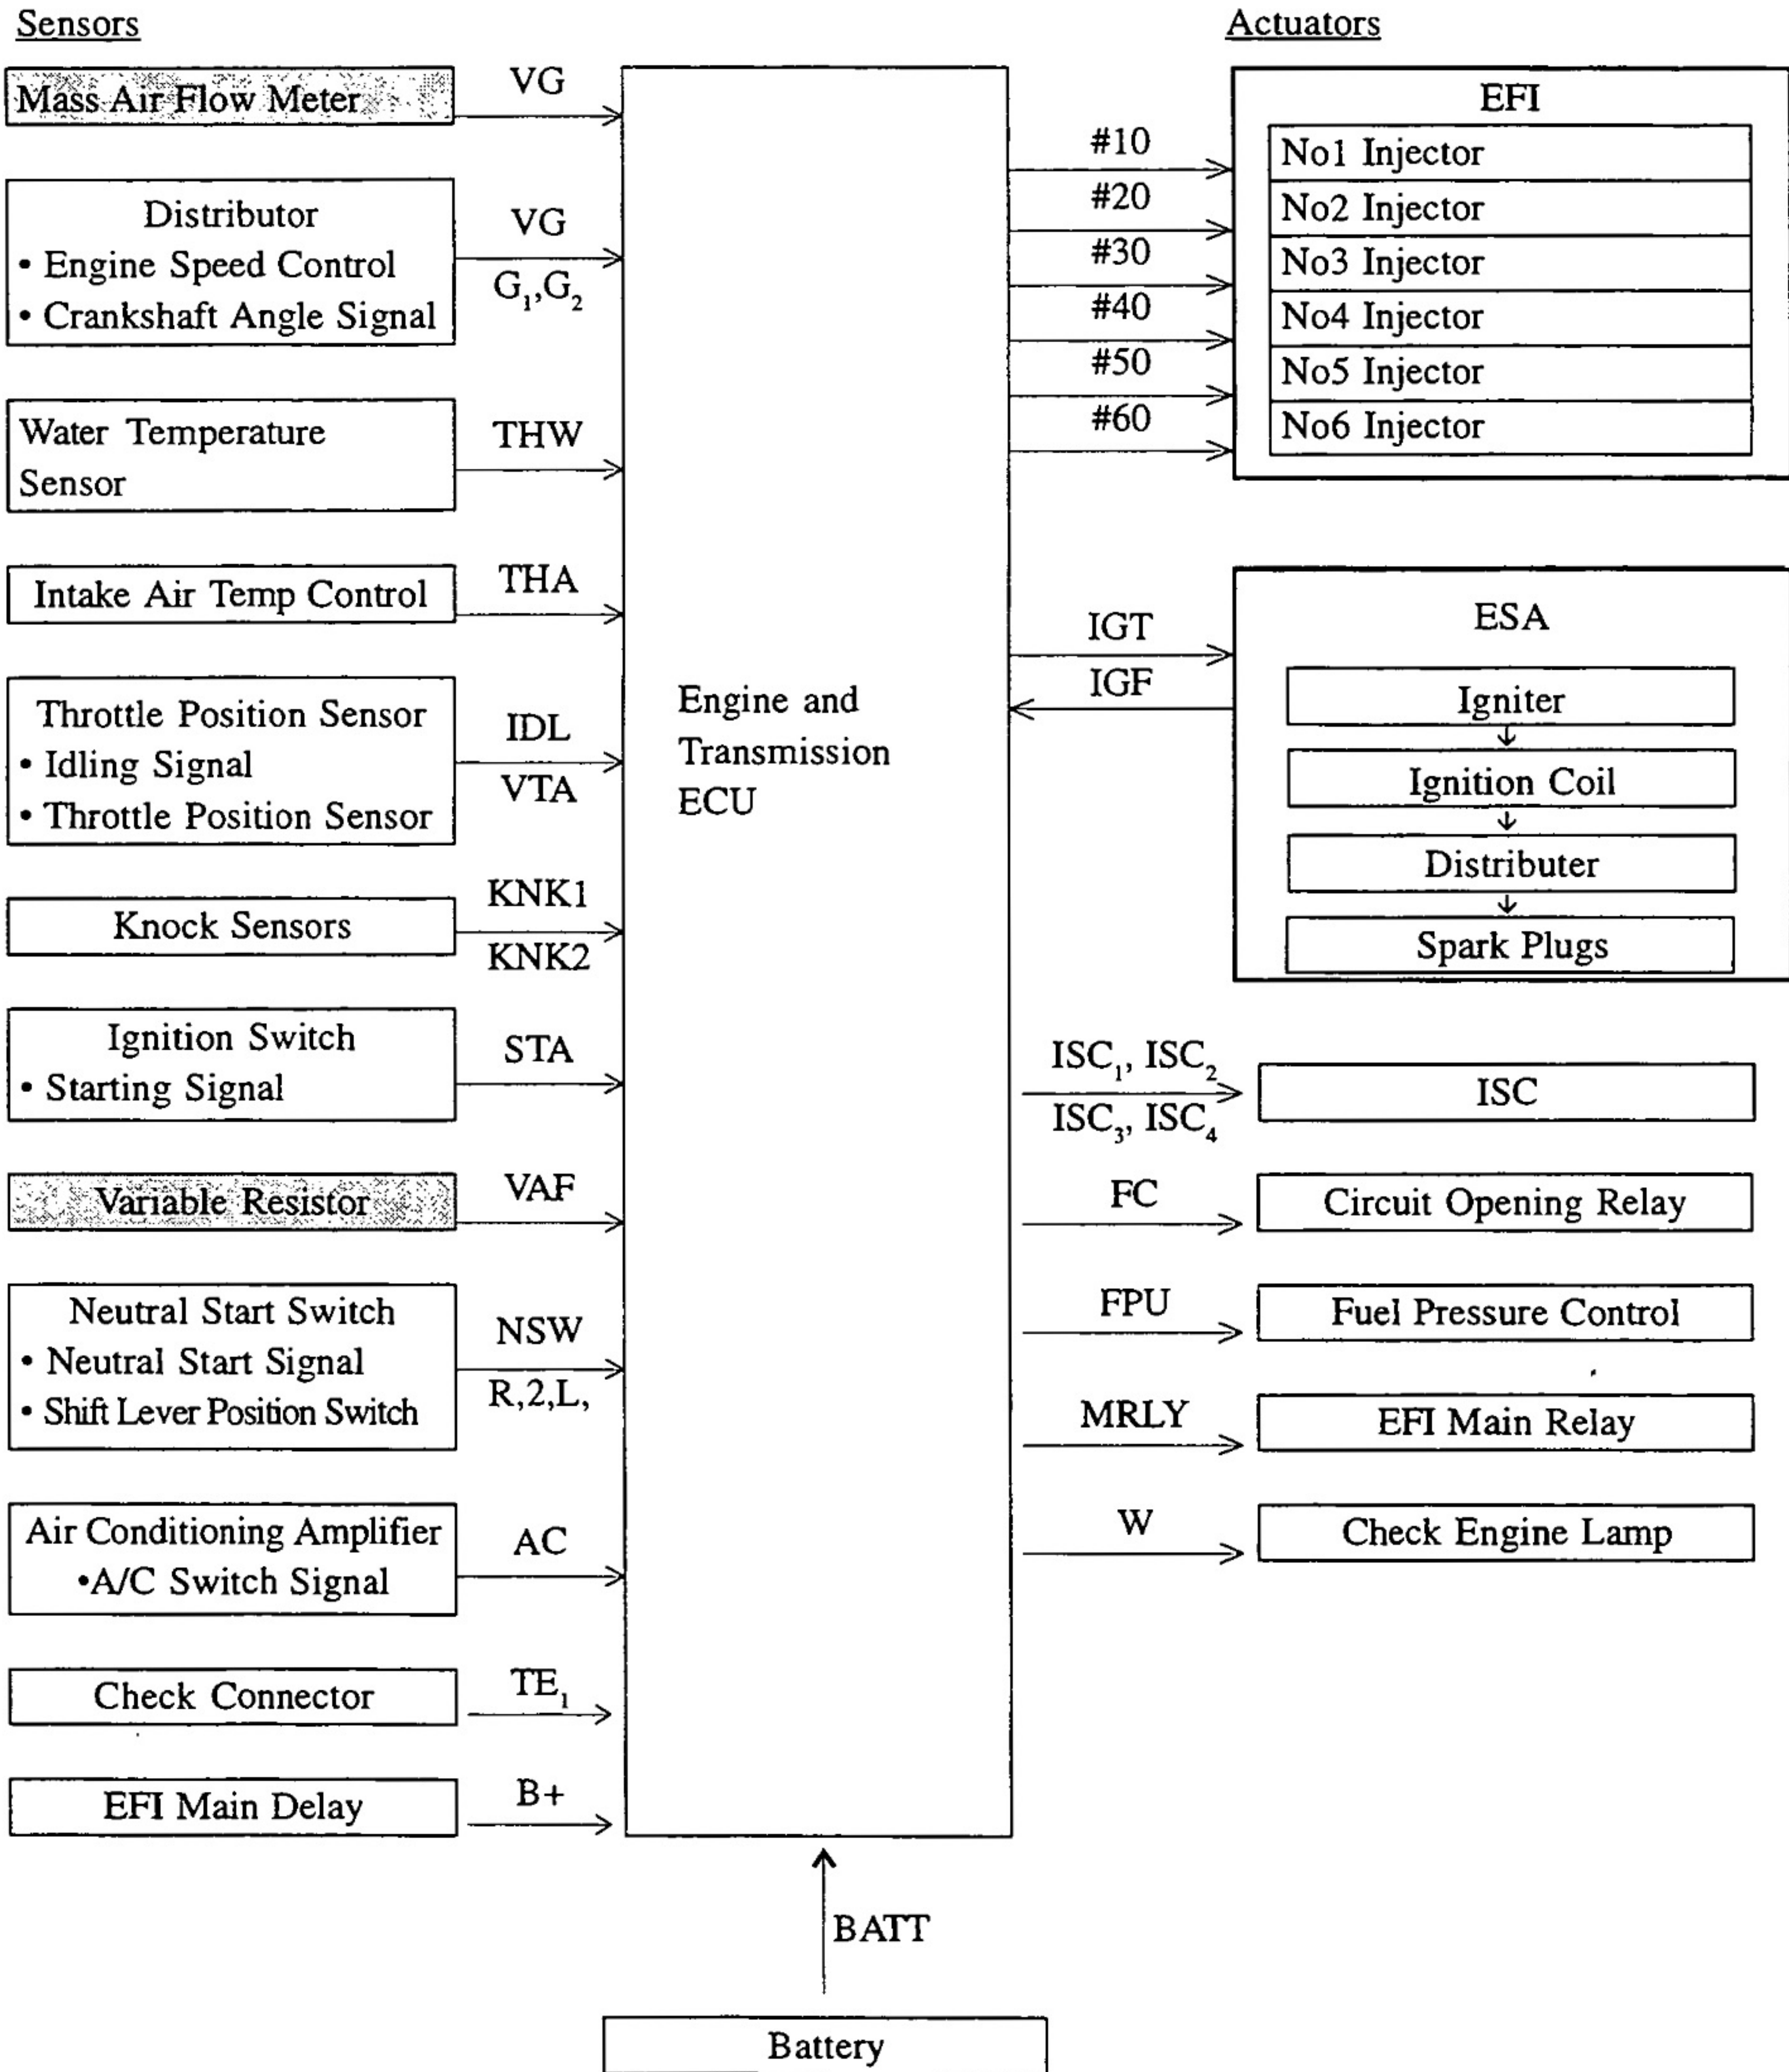 Sensors
Mass Air Flow Meter
VG
Distributor
• Engine Speed Control
• Crankshaft Angle Signal
VG
G₁,G₂
Water Temperature
Sensor
THW
Intake Air Temp Control
THA
Throttle Position Sensor
• Idling Signal
• Throttle Position Sensor
IDL
VTA
Knock Sensors
KNK1
KNK2
Ignition Switch
• Starting Signal
STA
Variable Resistor
VAF
Neutral Start Switch
• Neutral Start Signal
• Shift Lever Position Switch
NSW
R,2,L,
Air Conditioning Amplifier
•A/C Switch Signal
AC
Check Connector
TE₁
EFI Main Delay
B+
Engine and
Transmission
ECU
BATT
Battery
Actuators
#10
#20
#30
#40
#50
#60
EFI
No1 Injector
No2 Injector
No3 Injector
No4 Injector
No5 Injector
No6 Injector
IGT
IGF
ESA
Igniter
Ignition Coil
Distributer
Spark Plugs
ISC₁, ISC₂
ISC₃, ISC₄
ISC
FC
Circuit Opening Relay
FPU
Fuel Pressure Control
MRLY
EFI Main Relay
W
Check Engine Lamp